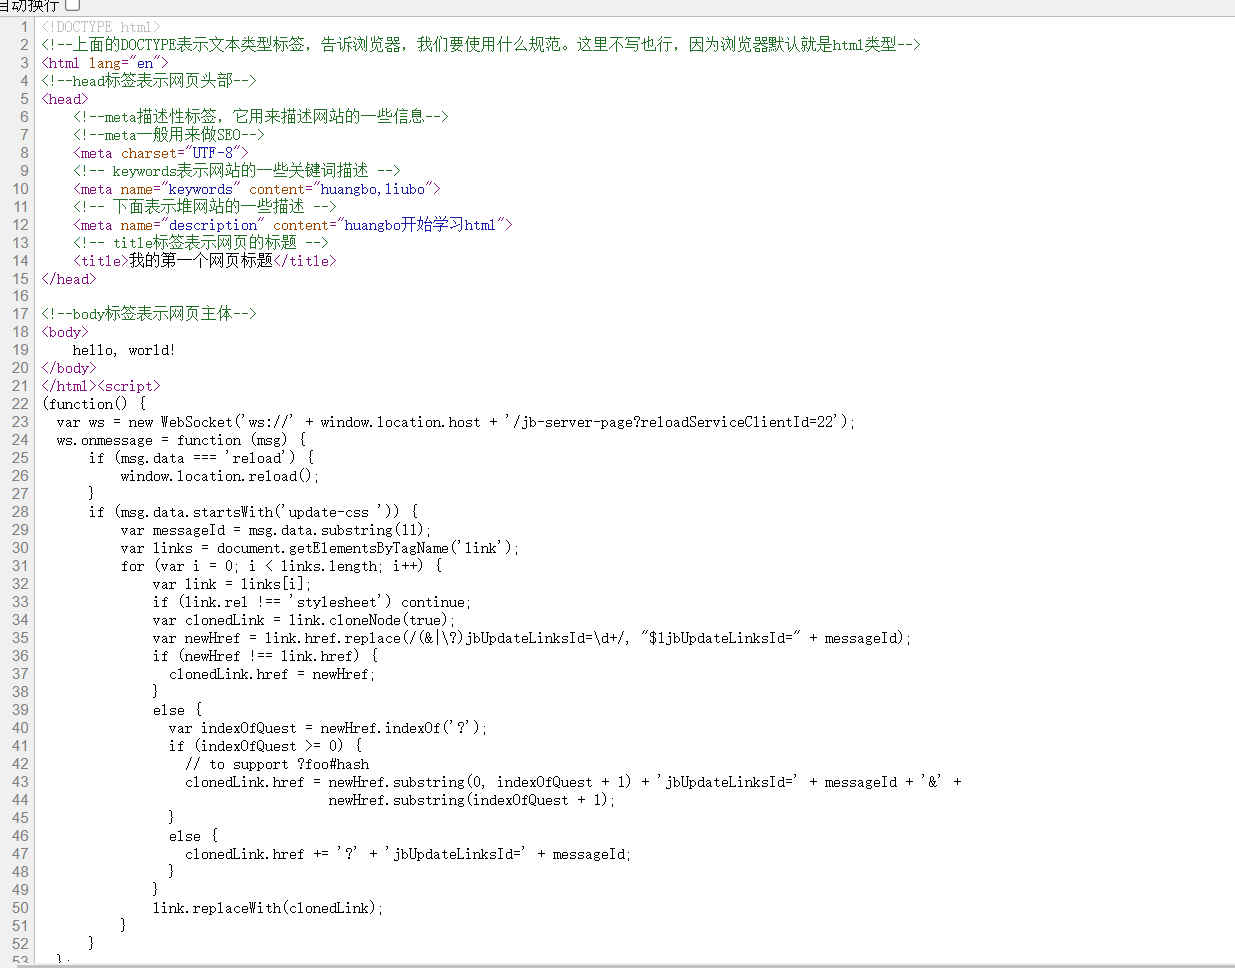 自动换行
1 <!DOCTYPE html>
2 <!--上面的DOCTYPE表示文本类型标签，告诉浏览器，我们要使用什么规范。这里不写也行，因为浏览器默认就是html类型-->
3 <html lang="en">
4 <!--head标签表示网页头部-->
5 <head>
6     <!--meta描述性标签，它用来描述网站的一些信息-->
7     <!--meta一般用来做SEO-->
8     <meta charset="UTF-8">
9     <!-- keywords表示网站的一些关键词描述 -->
10     <meta name="keywords" content="huangbo,liubo">
11     <!-- 下面表示堆网站的一些描述 -->
12     <meta name="description" content="huangbo开始学习html">
13     <!-- title标签表示网页的标题 -->
14     <title>我的第一个网页标题</title>
15 </head>
16
17 <!--body标签表示网页主体-->
18 <body>
19     hello, world!
20 </body>
21 </html><script>
22 (function() {
23   var ws = new WebSocket('ws://' + window.location.host + '/jb-server-page?reloadServiceClientId=22');
24   ws.onmessage = function (msg) {
25       if (msg.data === 'reload') {
26           window.location.reload();
27       }
28       if (msg.data.startsWith('update-css ')) {
29           var messageId = msg.data.substring(11);
30           var links = document.getElementsByTagName('link');
31           for (var i = 0; i < links.length; i++) {
32               var link = links[i];
33               if (link.rel !== 'stylesheet') continue;
34               var clonedLink = link.cloneNode(true);
35               var newHref = link.href.replace(/(&|\?)jbUpdateLinksId=\d+/, "$1jbUpdateLinksId=" + messageId);
36               if (newHref !== link.href) {
37                 clonedLink.href = newHref;
38               }
39               else {
40                 var indexOfQuest = newHref.indexOf('?');
41                 if (indexOfQuest >= 0) {
42                   // to support ?foo#hash
43                   clonedLink.href = newHref.substring(0, indexOfQuest + 1) + 'jbUpdateLinksId=' + messageId + '&' +
44                                     newHref.substring(indexOfQuest + 1);
45                 }
46                 else {
47                   clonedLink.href += '?' + 'jbUpdateLinksId=' + messageId;
48                 }
49               }
50               link.replaceWith(clonedLink);
51           }
52       }
53   };